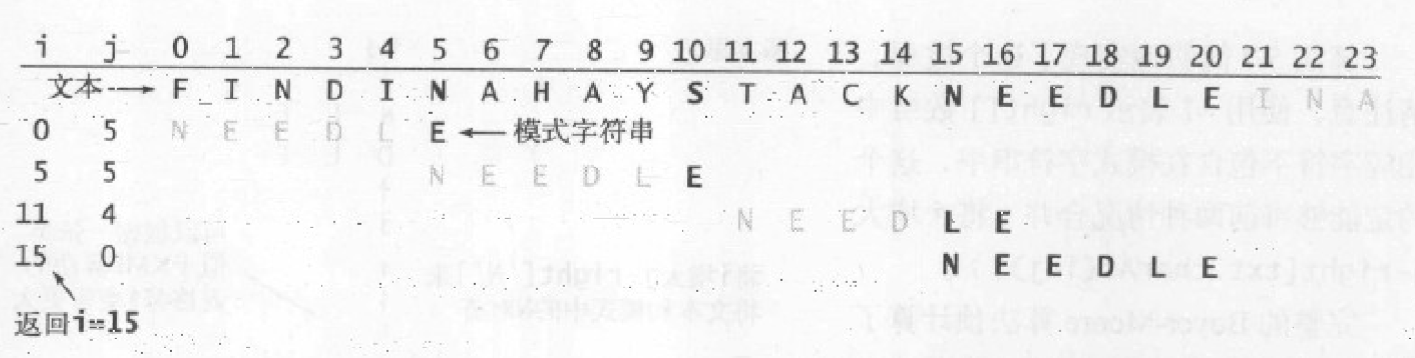 i j 0 1 2 3 4 5 6 7 8 9 10 11 12 13 14 15 16 17 18 19 20 21 22 23
文本 F I N D I N A H A Y S T A C K N E E D L E I N A
0 5 N E E D L E ← 模式字符串
5 5 N E E D L E
11 4 N E E D L E
15 0 N E E D L E
返回i=15